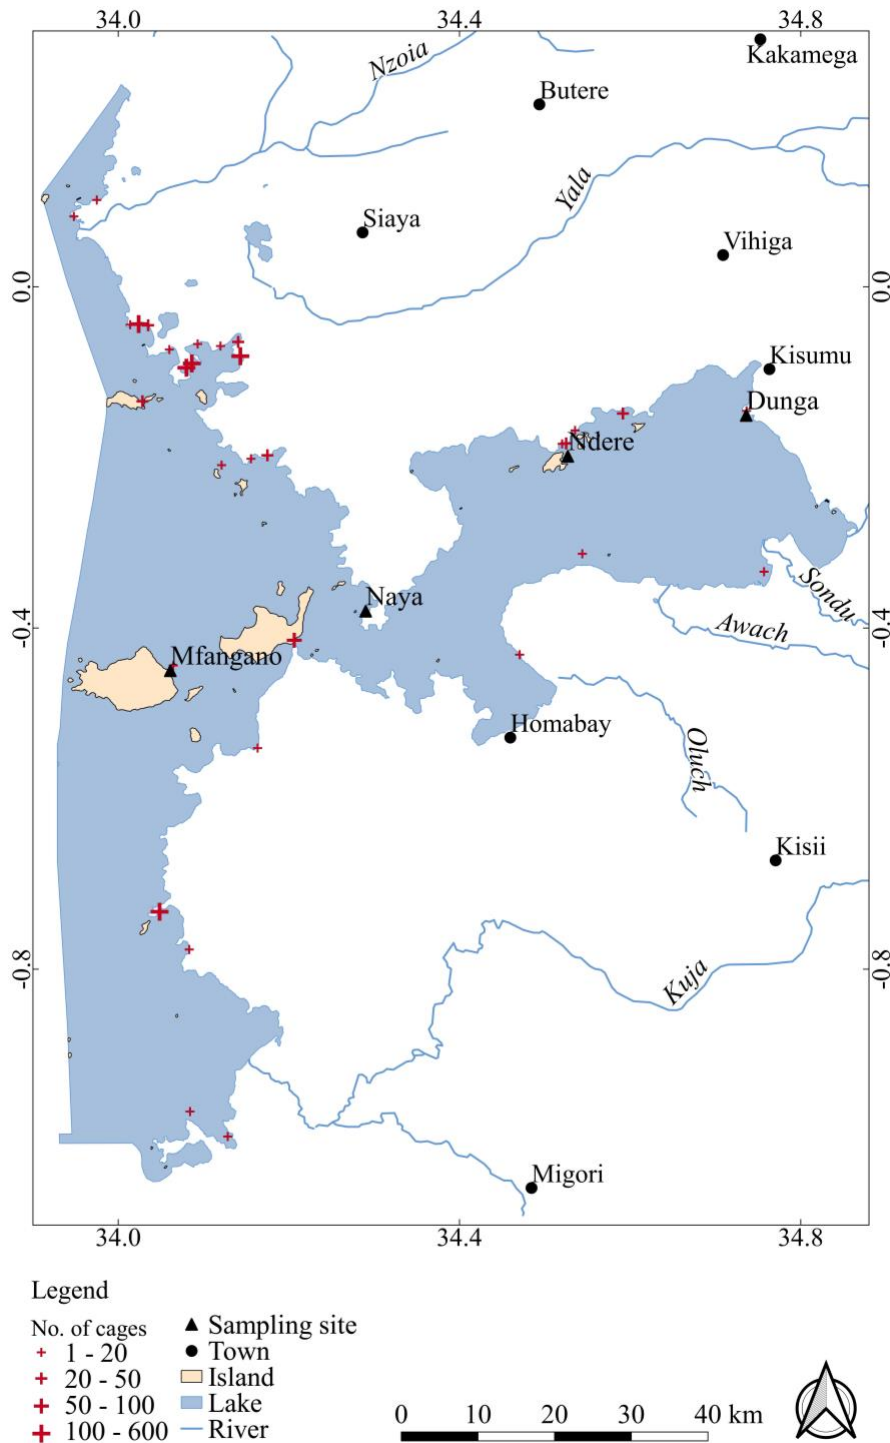 34.0 34.4 34.8
Kakamega
Nzoia
Butere
Yala
Siaya
Vihiga
0.0 0.0
Kisumu
Dunga
Ndere
Sondu
Naya
-0.4 -0.4
Awach
Mfangano
Homabay
Oluch
Kisii
-0.8 -0.8
Kuja
Migori
34.0 34.4 34.8
Legend
No. of cages
1 - 20
20 - 50
50 - 100
100 - 600
Sampling site
Town
Island
Lake
River
0 10 20 30 40 km